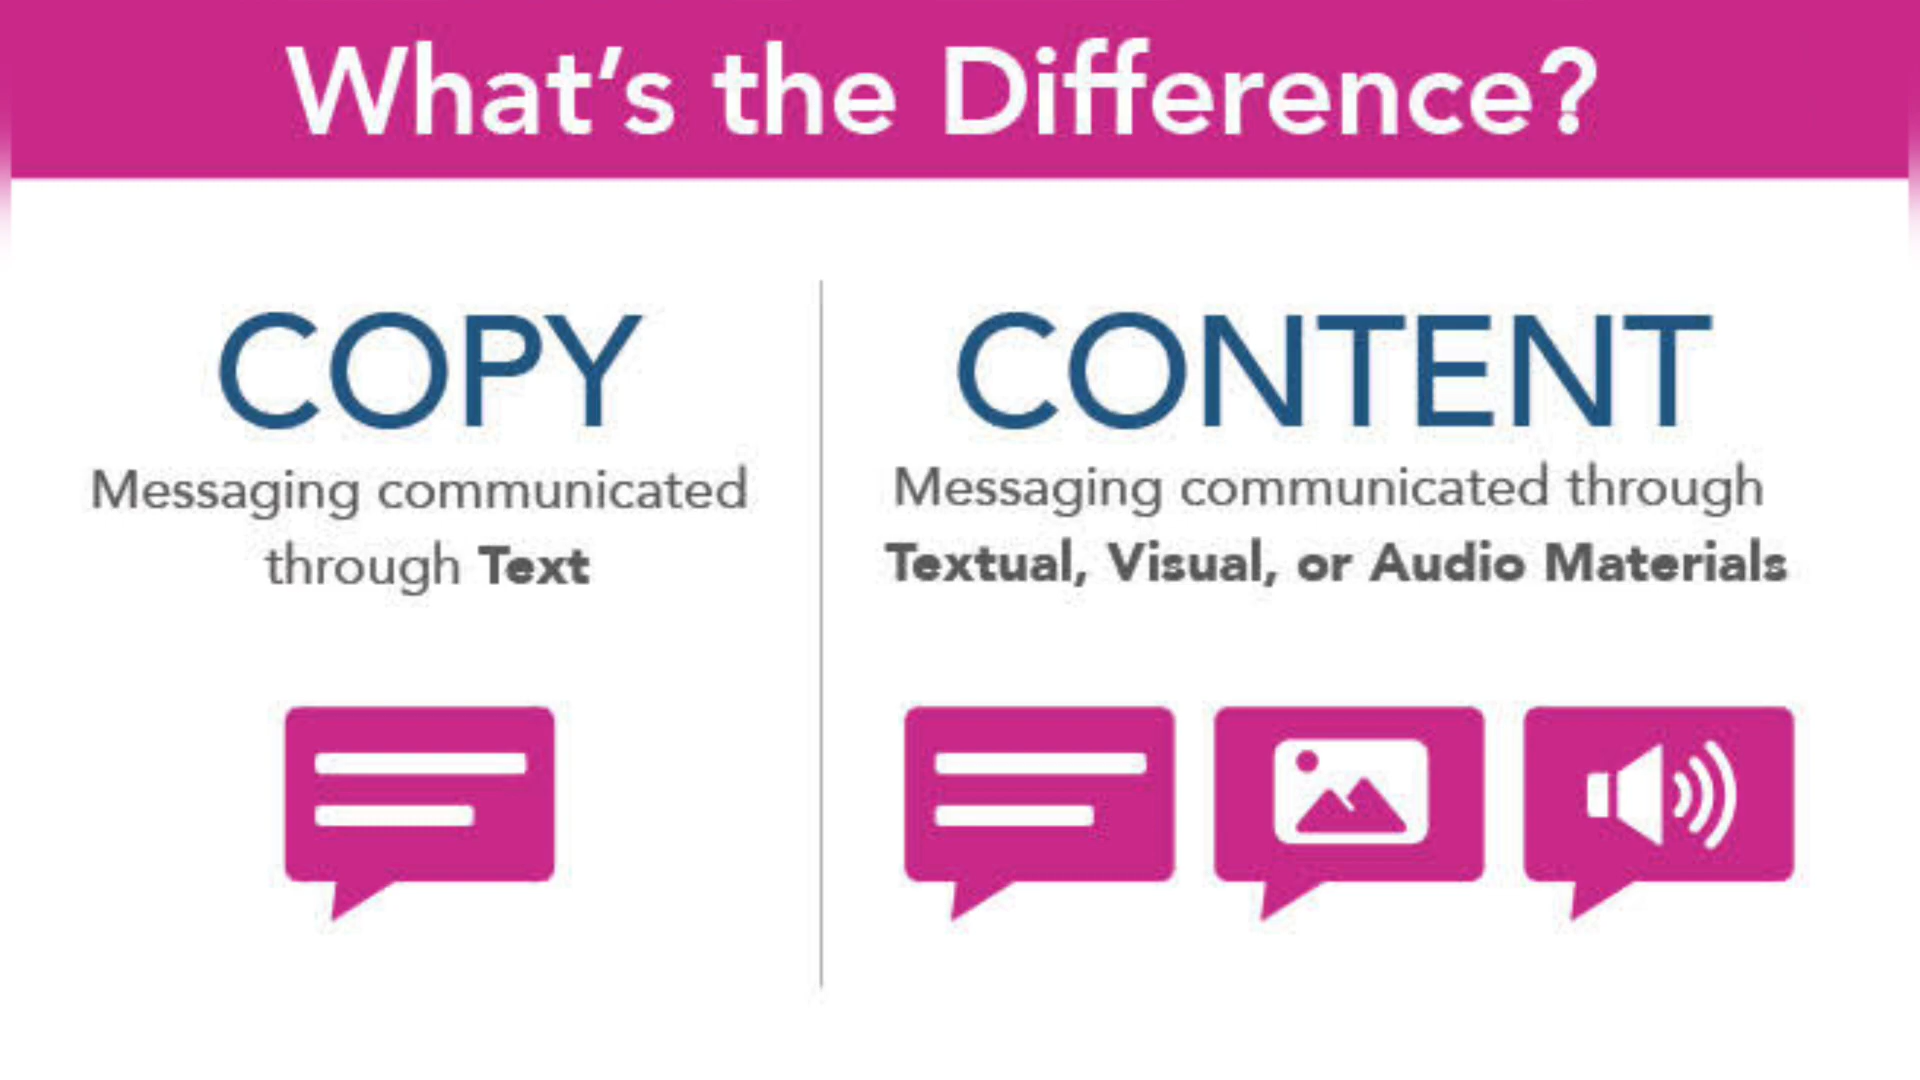 What's the Difference?
COPY
Messaging communicated
through Text
CONTENT
Messaging communicated through
Textual, Visual, or Audio Materials